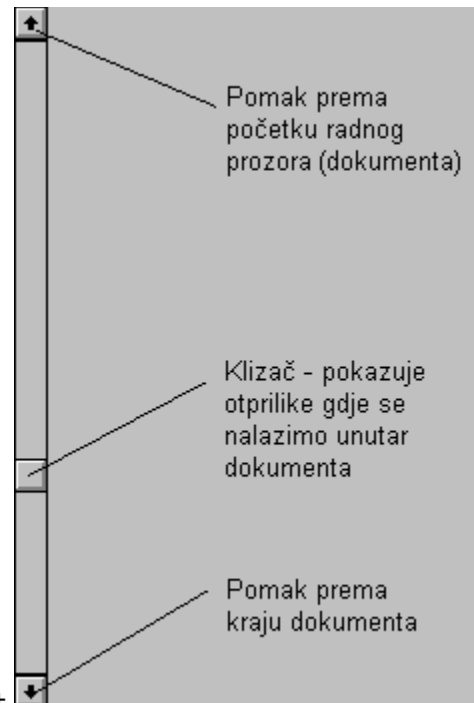 Pomak prema
početku radnog
prozora (dokumenta)
Klizač - pokazuje
otprilike gdje se
nalazimo unutar
dokumenta
Pomak prema
kraju dokumenta